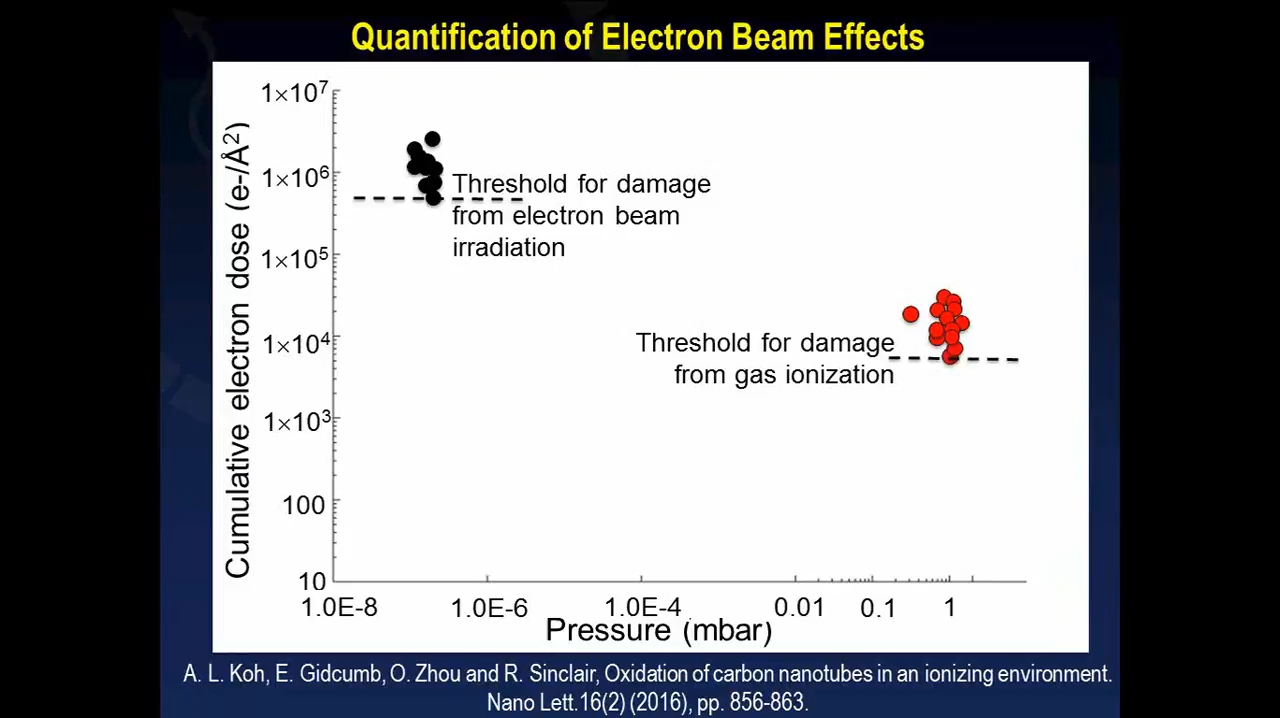 Quantification of Electron Beam Effects
Cumulative electron dose (e-/Å²)
1×10⁷
1×10⁶
1×10⁵
1×10⁴
1×10³
100
10
Threshold for damage
from electron beam
irradiation
Threshold for damage
from gas ionization
1.0E-8 1.0E-6 1.0E-4 0.01 0.1 1
Pressure (mbar)
A. L. Koh, E. Gidcumb, O. Zhou and R. Sinclair, Oxidation of carbon nanotubes in an ionizing environment.
Nano Lett.16(2) (2016), pp. 856-863.